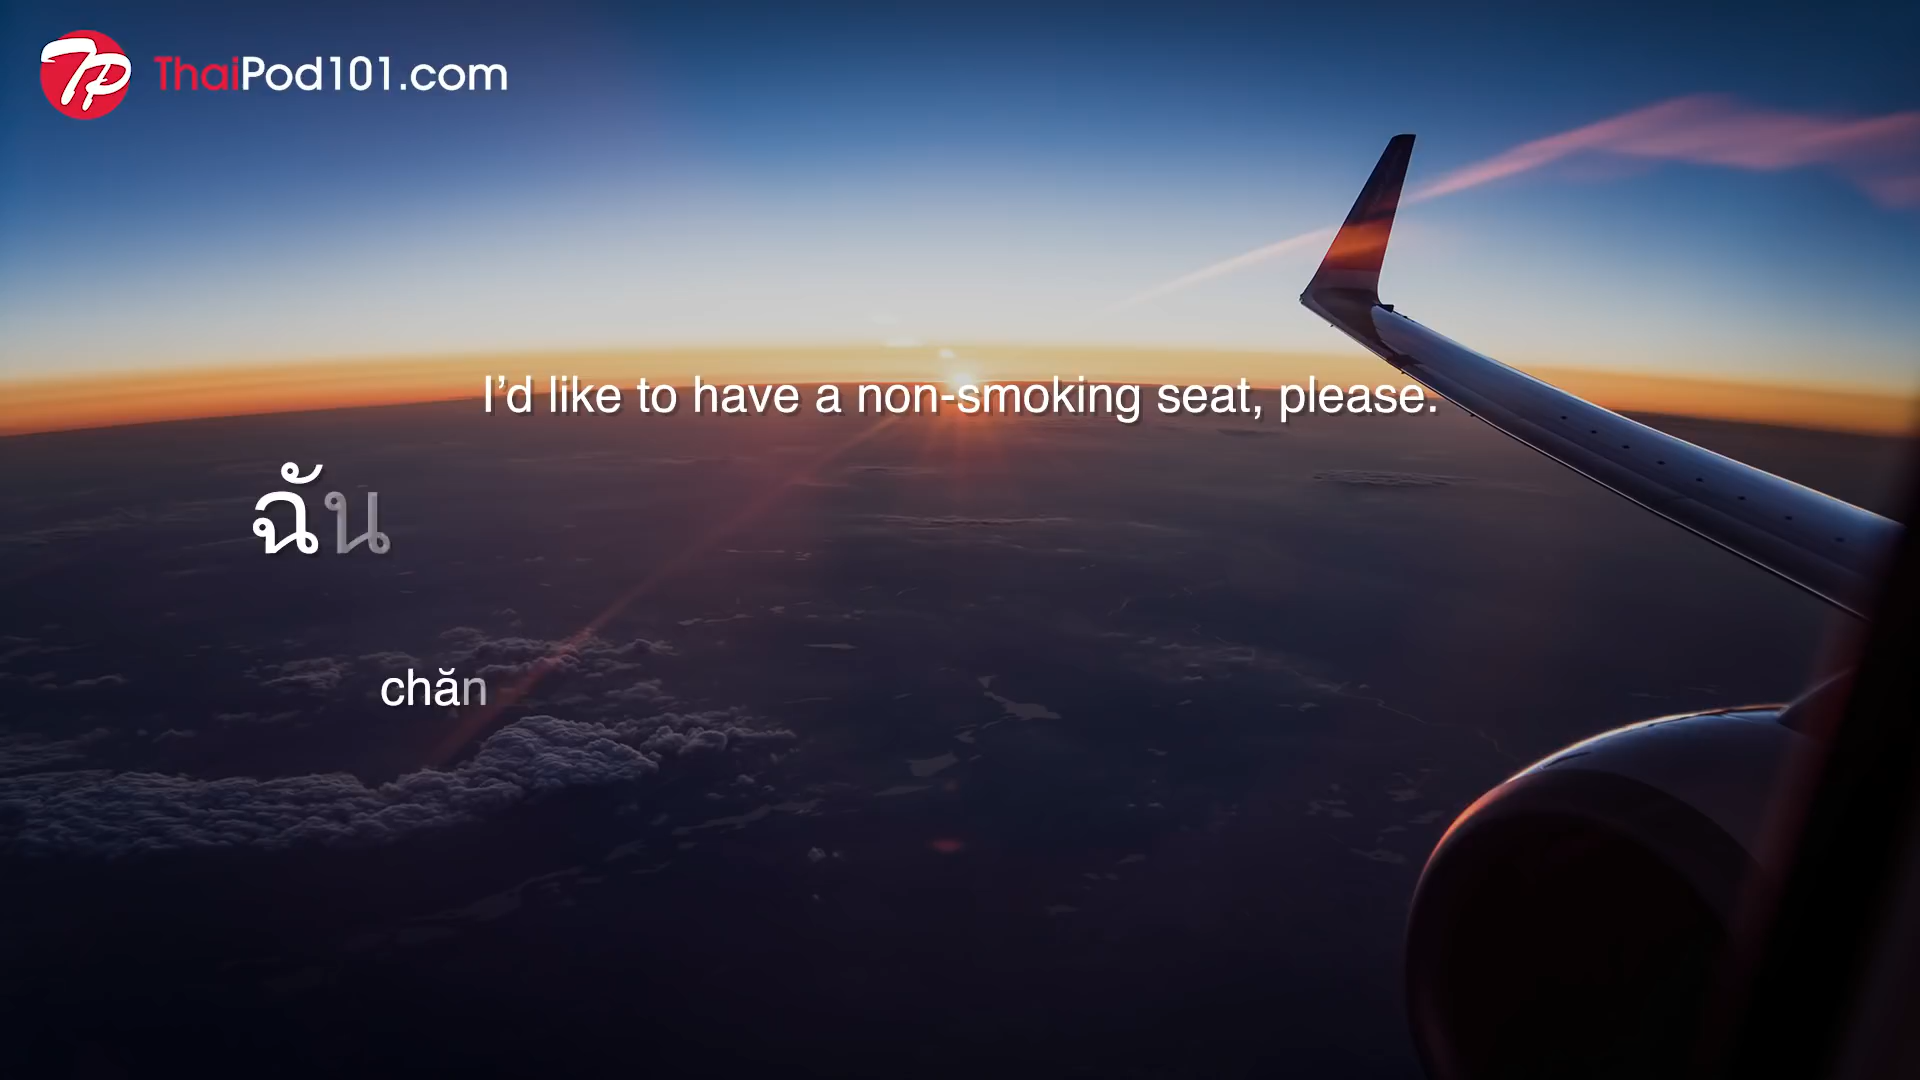 ThaiPod101.com
I’d like to have a non-smoking seat, please.
ฉัน
chăn